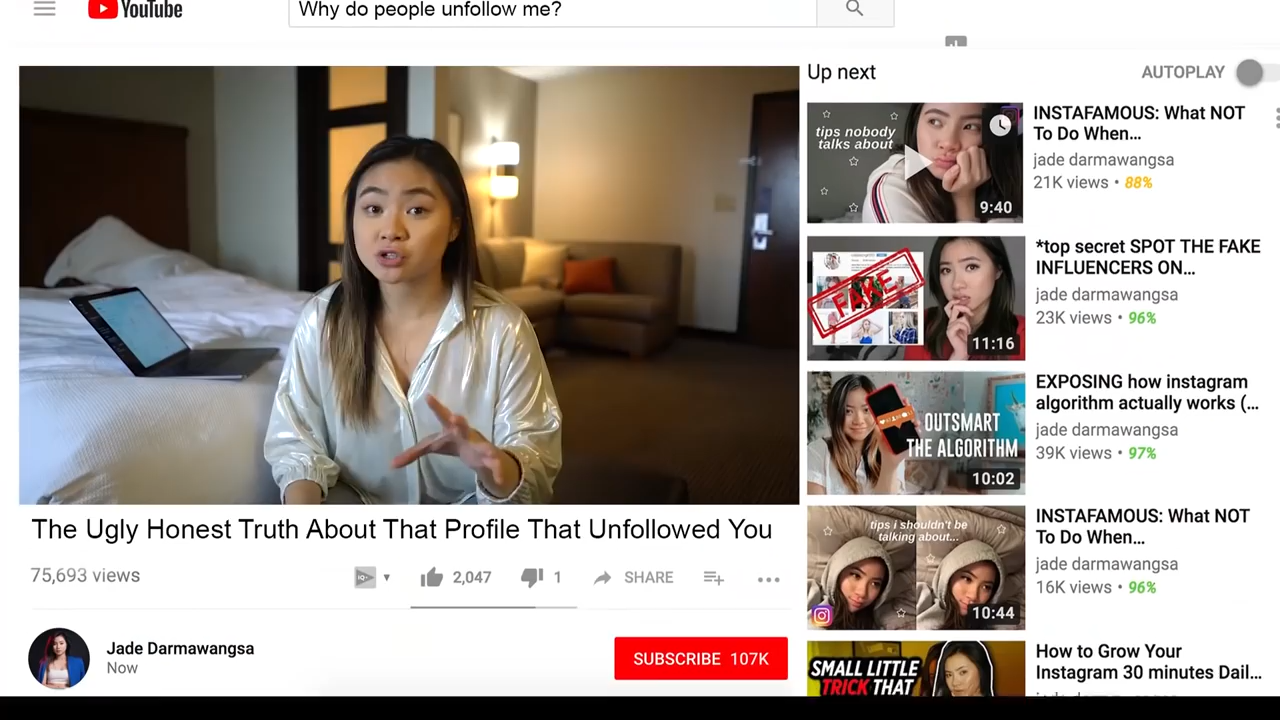 YouTube
Why do people unfollow me?
Up next
AUTOPLAY
tips nobody
talks about
9:40
INSTAFAMOUS: What NOT
To Do When...
jade darmawangsa
21K views • 88%
FAKE
11:16
*top secret SPOT THE FAKE
INFLUENCERS ON...
jade darmawangsa
23K views • 96%
OUTSMART
THE ALGORITHM
10:02
EXPOSING how instagram
algorithm actually works (...
jade darmawangsa
39K views • 97%
tips i shouldn't be
talking about...
10:44
INSTAFAMOUS: What NOT
To Do When...
jade darmawangsa
16K views • 96%
SMALL LITTLE
TRICK THAT
How to Grow Your
Instagram 30 minutes Dail...
The Ugly Honest Truth About That Profile That Unfollowed You
75,693 views
2,047
1
SHARE
Jade Darmawangsa
Now
SUBSCRIBE 107K